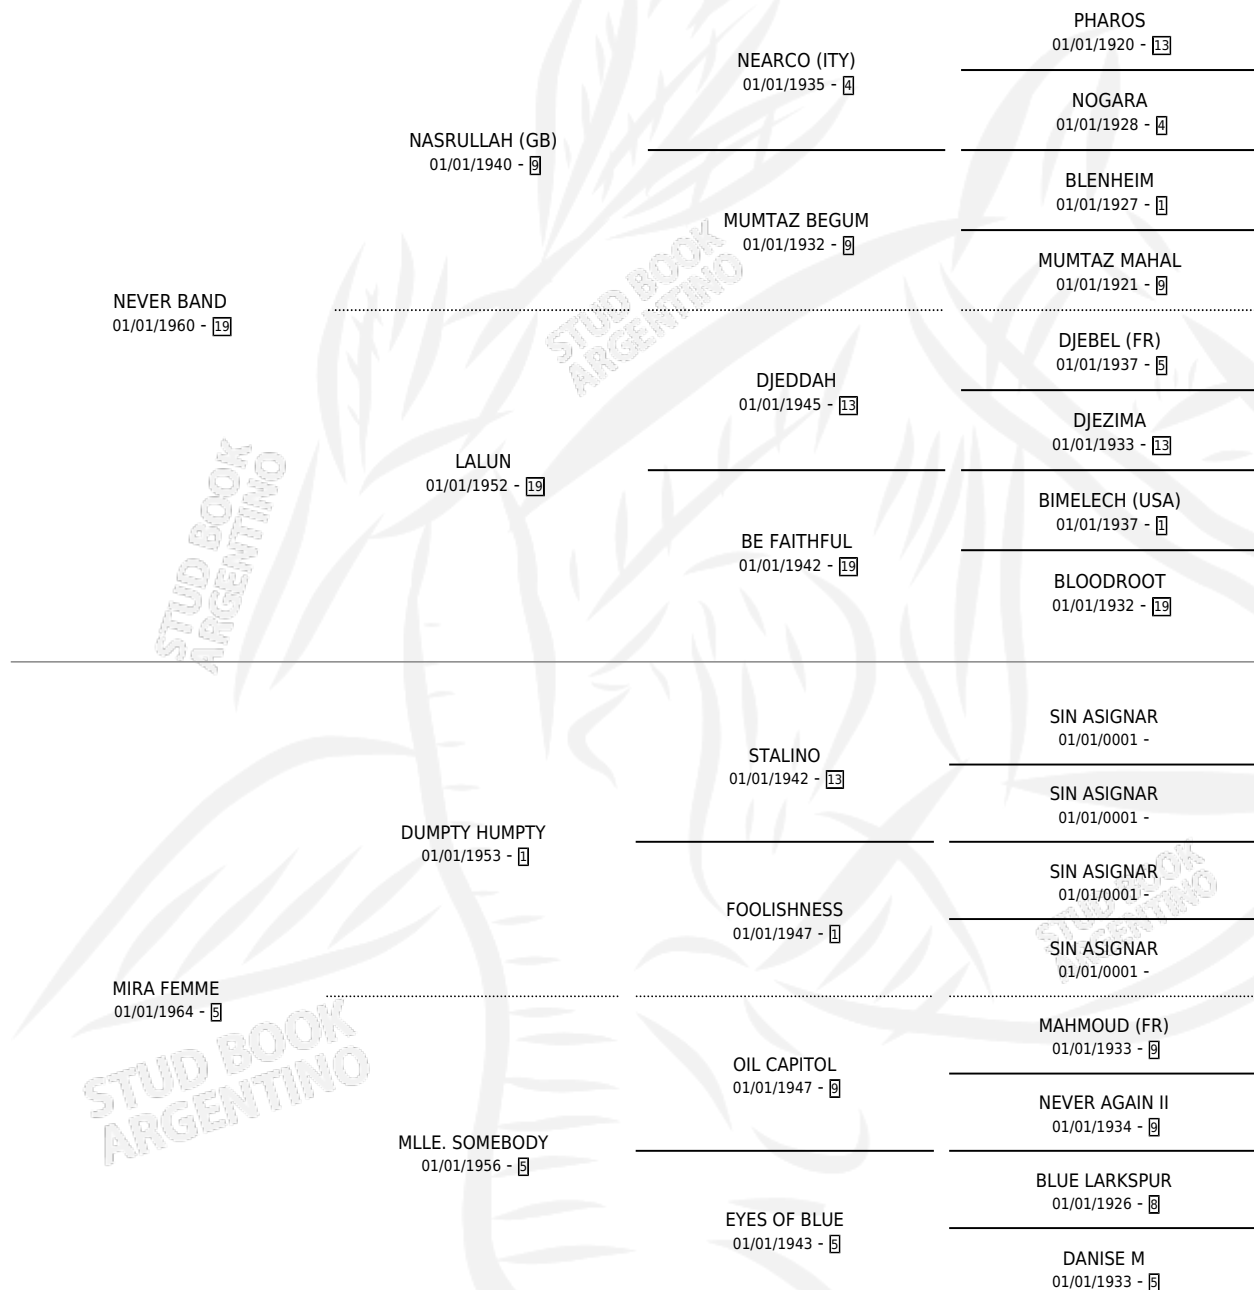 PHAROS
01/01/1920 - 13
NEARCO (ITY)
01/01/1935 - 4
NOGARA
01/01/1928 - 4
NASRULLAH (GB)
01/01/1940 - 9
BLENHEIM
01/01/1927 - 1
MUMTAZ BEGUM
01/01/1932 - 9
MUMTAZ MAHAL
01/01/1921 - 9
NEVER BAND
01/01/1960 - 19
DJEBEL (FR)
01/01/1937 - 5
DJEDDAH
01/01/1945 - 13
DJEZIMA
01/01/1933 - 13
LALUN
01/01/1952 - 19
BIMELECH (USA)
01/01/1937 - 1
BE FAITHFUL
01/01/1942 - 19
BLOODROOT
01/01/1932 - 19
STUD BOOK
ARGENTINO
STUD BOOK
ARGENTINO
SIN ASIGNAR
01/01/0001 -
STALINO
01/01/1942 - 13
SIN ASIGNAR
01/01/0001 -
DUMPTY HUMPTY
01/01/1953 - 1
SIN ASIGNAR
01/01/0001 -
FOOLISHNESS
01/01/1947 - 1
SIN ASIGNAR
01/01/0001 -
STUD BOOK
ARGENTINO
MIRA FEMME
01/01/1964 - 5
MAHMOUD (FR)
01/01/1933 - 9
OIL CAPITOL
01/01/1947 - 9
NEVER AGAIN II
01/01/1934 - 9
MLLE. SOMEBODY
01/01/1956 - 5
BLUE LARKSPUR
01/01/1926 - 8
EYES OF BLUE
01/01/1943 - 5
DANISE M
01/01/1933 - 5
STUD BOOK
ARGENTINO